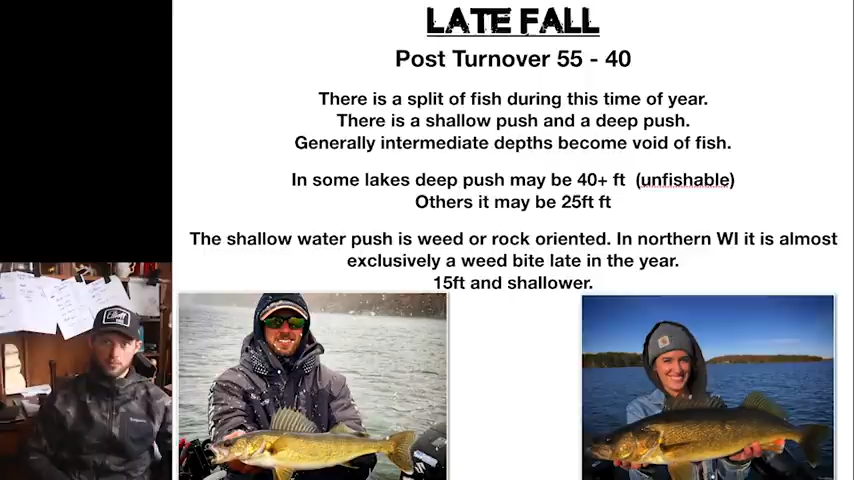 LATE FALL
Post Turnover 55 - 40
There is a split of fish during this time of year.
There is a shallow push and a deep push.
Generally intermediate depths become void of fish.
In some lakes deep push may be 40+ ft (unfishable)
Others it may be 25ft ft
The shallow water push is weed or rock oriented. In northern WI it is almost
exclusively a weed bite late in the year.
15ft and shallower.